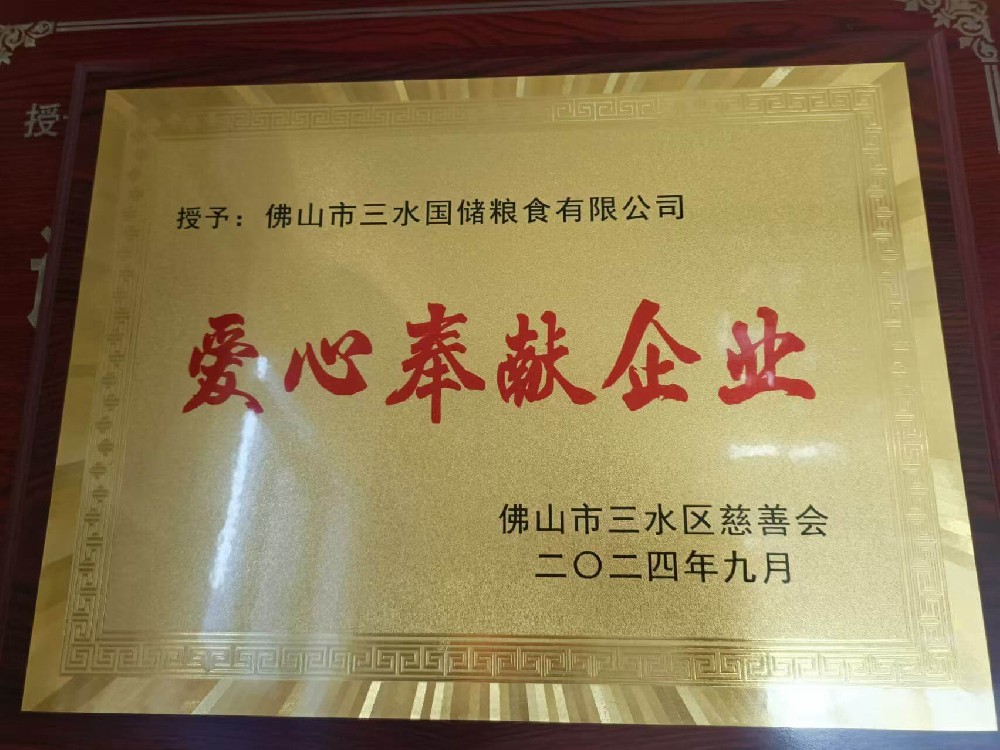 授
授予：佛山市三水国储粮食有限公司
爱心奉献企业
佛山市三水区慈善会
二〇二四年九月